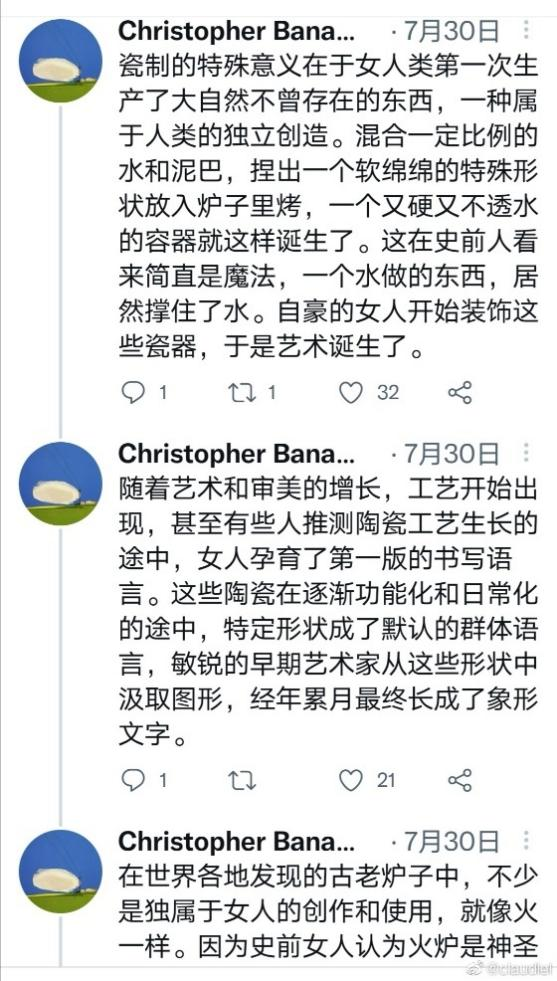 Christopher Bana... · 7月30日
瓷制的特殊意义在于女人类第一次生
产了大自然不曾存在的东西，一种属
于人类的独立创造。混合一定比例的
水和泥巴，捏出一个软绵绵的特殊形
状放入炉子里烤，一个又硬又不透水
的容器就这样诞生了。这在史前人看
来简直是魔法，一个水做的东西，居
然撑住了水。自豪的女人开始装饰这
些瓷器，于是艺术诞生了。
1 1 32
Christopher Bana... · 7月30日
随着艺术和审美的增长，工艺开始出
现，甚至有些人推测陶瓷工艺生长的
途中，女人孕育了第一版的书写语
言。这些陶瓷在逐渐功能化和日常化
的途中，特定形状成了默认的群体语
言，敏锐的早期艺术家从这些形状中
汲取图形，经年累月最终长成了象形
文字。
1 21
Christopher Bana... · 7月30日
在世界各地发现的古老炉子中，不少
是独属于女人的创作和使用，就像火
一样。因为史前女人认为火炉是神圣